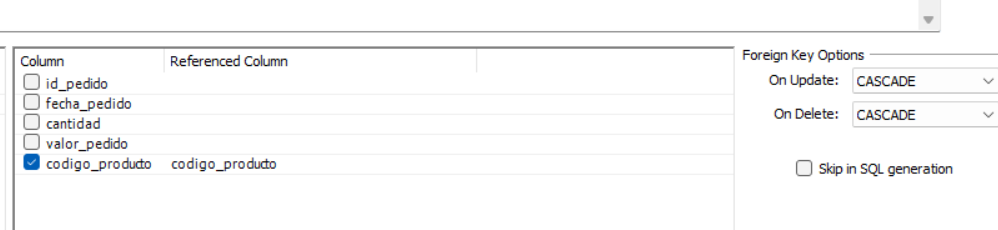 Column Referenced Column
id_pedido
fecha_pedido
cantidad
valor_pedido
codigo_producto codigo_producto
Foreign Key Options
On Update: CASCADE
On Delete: CASCADE
Skip in SQL generation